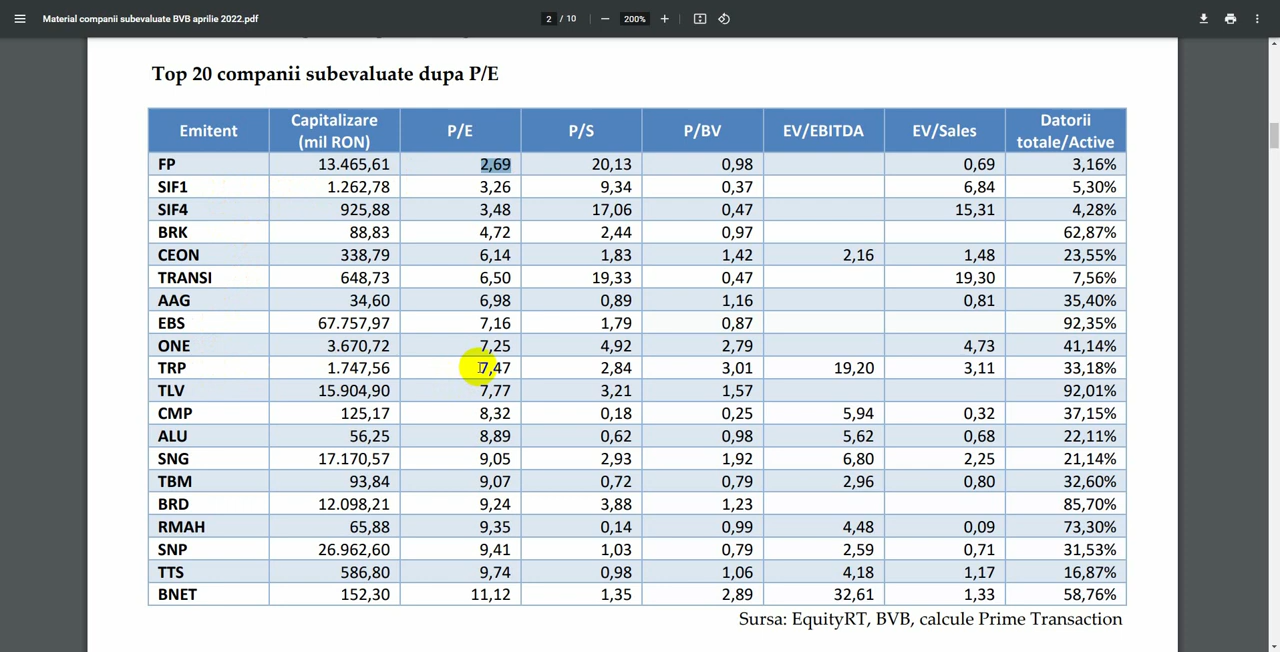 Material companii subevaluate BVB aprilie 2022.pdf
2 / 10
200%
Top 20 companii subevaluate dupa P/E
Emitent Capitalizare (mil RON) P/E P/S P/BV EV/EBITDA EV/Sales Datorii totale/Active
FP 13.465,61 2,69 20,13 0,98 0,69 3,16%
SIF1 1.262,78 3,26 9,34 0,37 6,84 5,30%
SIF4 925,88 3,48 17,06 0,47 15,31 4,28%
BRK 88,83 4,72 2,44 0,97 62,87%
CEON 338,79 6,14 1,83 1,42 2,16 1,48 23,55%
TRANSI 648,73 6,50 19,33 0,47 19,30 7,56%
AAG 34,60 6,98 0,89 1,16 0,81 35,40%
EBS 67.757,97 7,16 1,79 0,87 92,35%
ONE 3.670,72 7,25 4,92 2,79 4,73 41,14%
TRP 1.747,56 7,47 2,84 3,01 19,20 3,11 33,18%
TLV 15.904,90 7,77 3,21 1,57 92,01%
CMP 125,17 8,32 0,18 0,25 5,94 0,32 37,15%
ALU 56,25 8,89 0,62 0,98 5,62 0,68 22,11%
SNG 17.170,57 9,05 2,93 1,92 6,80 2,25 21,14%
TBM 93,84 9,07 0,72 0,79 2,96 0,80 32,60%
BRD 12.098,21 9,24 3,88 1,23 85,70%
RMAH 65,88 9,35 0,14 0,99 4,48 0,09 73,30%
SNP 26.962,60 9,41 1,03 0,79 2,59 0,71 31,53%
TTS 586,80 9,74 0,98 1,06 4,18 1,17 16,87%
BNET 152,30 11,12 1,35 2,89 32,61 1,33 58,76%
Sursa: EquityRT, BVB, calcule Prime Transaction